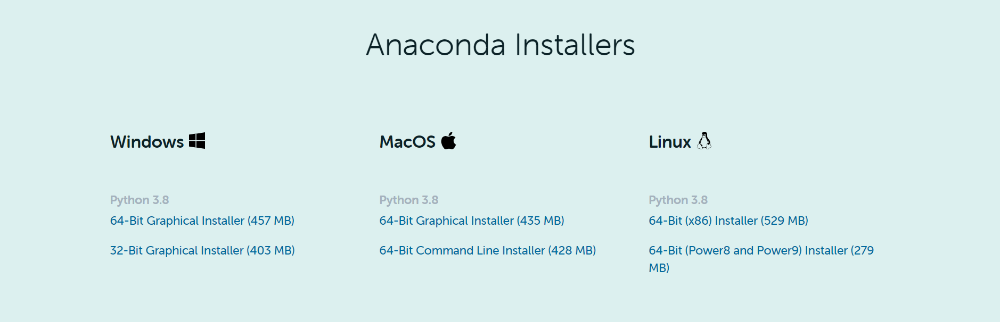 Anaconda Installers
Windows
MacOS
Linux
Python 3.8
64-Bit Graphical Installer (457 MB)
32-Bit Graphical Installer (403 MB)
Python 3.8
64-Bit Graphical Installer (435 MB)
64-Bit Command Line Installer (428 MB)
Python 3.8
64-Bit (x86) Installer (529 MB)
64-Bit (Power8 and Power9) Installer (279
MB)